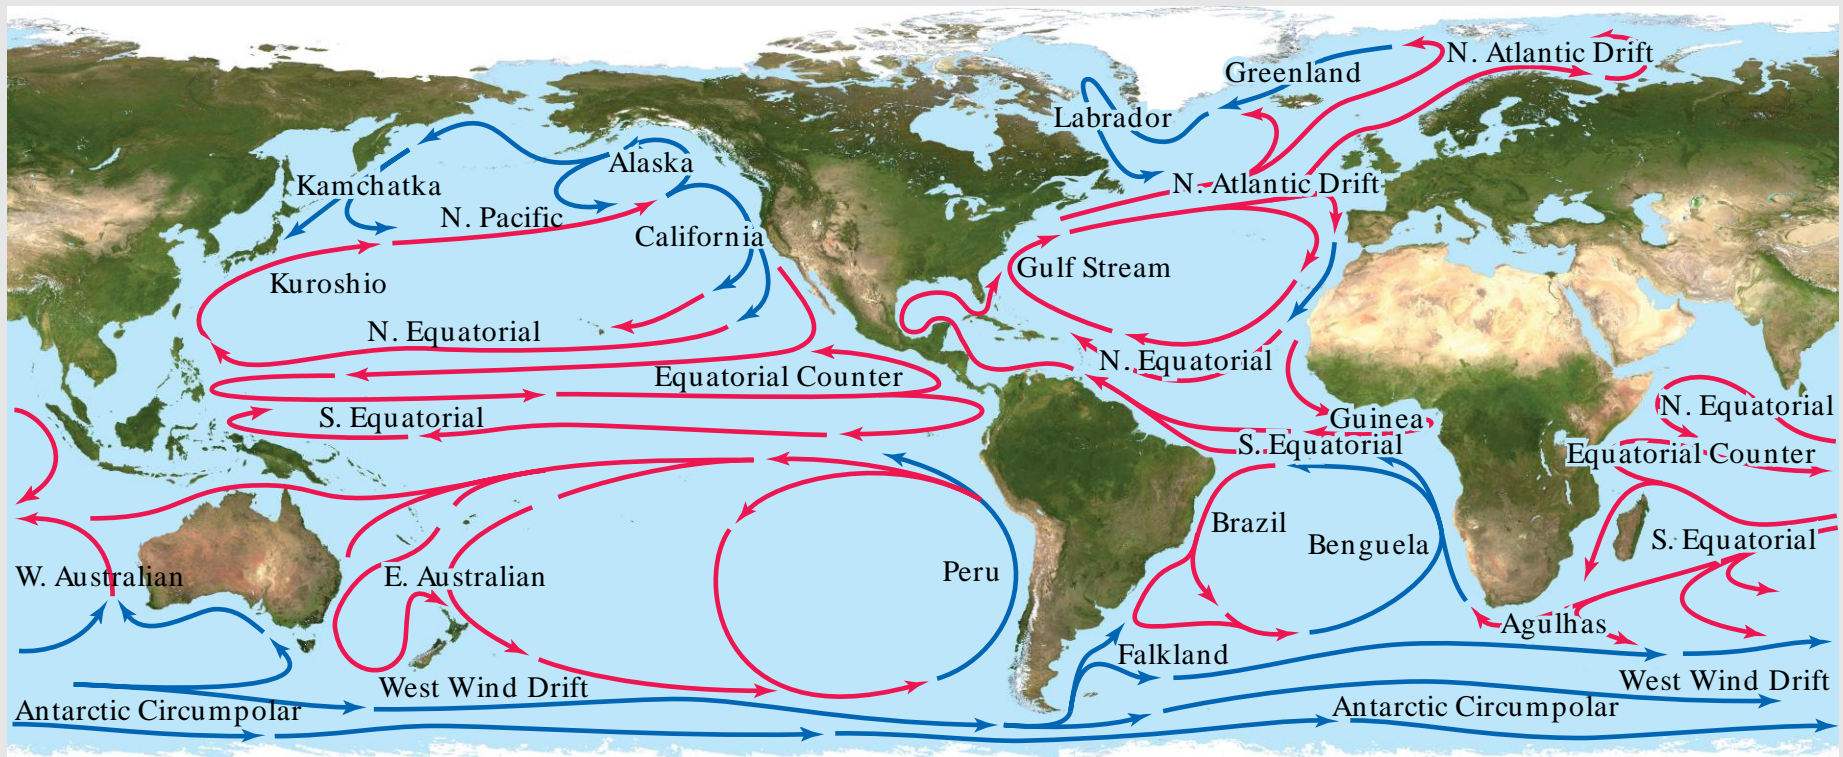 N. Atlantic Drift
Greenland
Labrador
Alaska
Kamchatka
N. Atlantic Drift
N. Pacific
California
Gulf Stream
Kuroshio
N. Equatorial
N. Equatorial
Equatorial Counter
N. Equatorial
S. Equatorial
Guinea
S. Equatorial
Equatorial Counter
Brazil
Benguela
S. Equatorial
W. Australian
E. Australian
Peru
Agulhas
Falkland
West Wind Drift
West Wind Drift
Antarctic Circumpolar
Antarctic Circumpolar